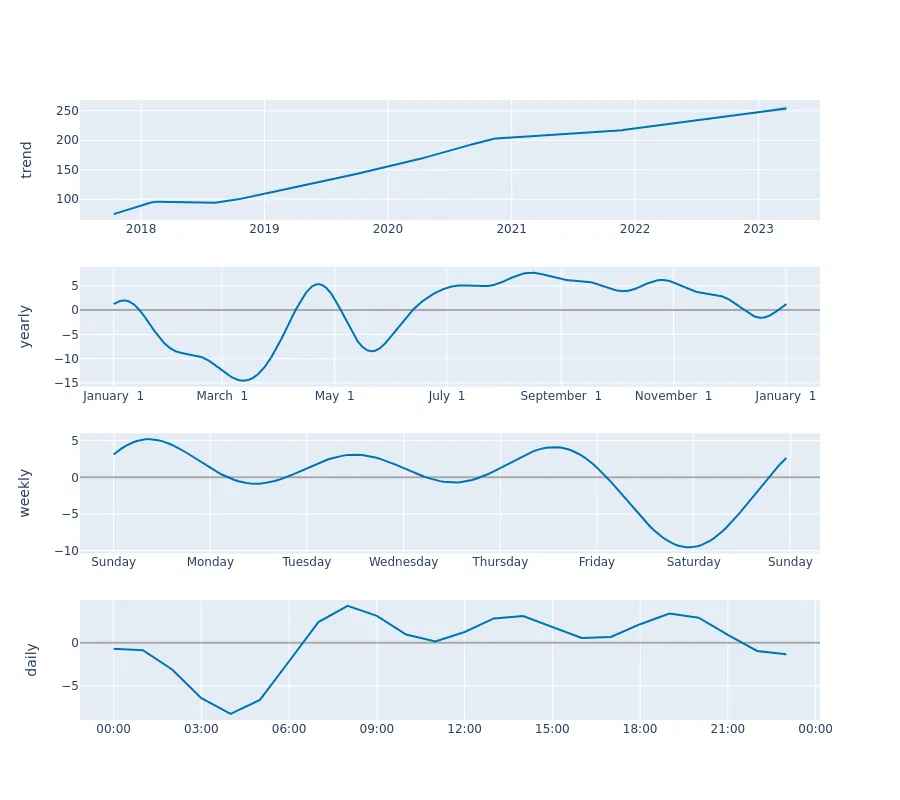 trend
250
200
150
100
2018 2019 2020 2021 2022 2023
yearly
5
0
−5
−10
−15
January 1 March 1 May 1 July 1 September 1 November 1 January 1
weekly
5
0
−5
−10
Sunday Monday Tuesday Wednesday Thursday Friday Saturday Sunday
daily
0
−5
00:00 03:00 06:00 09:00 12:00 15:00 18:00 21:00 00:00